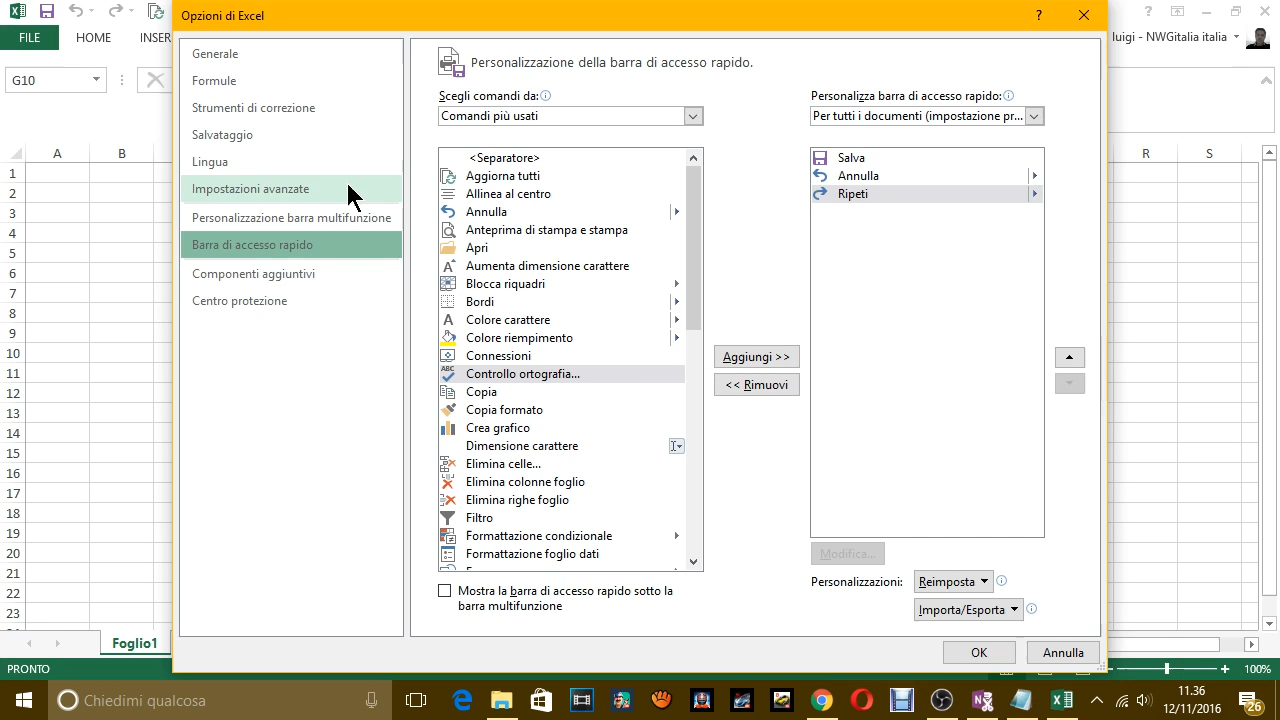 Opzioni di Excel
?
FILE
HOME
INSER
luigi - NWGitalia italia
G10
A
B
R
S
1
2
3
4
5
6
7
8
9
10
11
12
13
14
15
16
17
18
19
20
21
22
23
Generale
Formule
Strumenti di correzione
Salvataggio
Lingua
Impostazioni avanzate
Personalizzazione barra multifunzione
Barra di accesso rapido
Componenti aggiuntivi
Centro protezione
Personalizzazione della barra di accesso rapido.
Scegli comandi da:
Comandi più usati
<Separatore>
Aggiorna tutti
Allinea al centro
Annulla
Anteprima di stampa e stampa
Apri
Aumenta dimensione carattere
Blocca riquadri
Bordi
Colore carattere
Colore riempimento
Connessioni
Controllo ortografia...
Copia
Copia formato
Crea grafico
Dimensione carattere
Elimina celle...
Elimina colonne foglio
Elimina righe foglio
Filtro
Formattazione condizionale
Formattazione foglio dati
Mostra la barra di accesso rapido sotto la
barra multifunzione
Aggiungi >>
<< Rimuovi
Personalizza barra di accesso rapido:
Per tutti i documenti (impostazione pr...
Salva
Annulla
Ripeti
Modifica...
Personalizzazioni:
Reimposta
Importa/Esporta
OK
Annulla
Foglio1
PRONTO
100%
Chiedimi qualcosa
11.36
12/11/2016
26